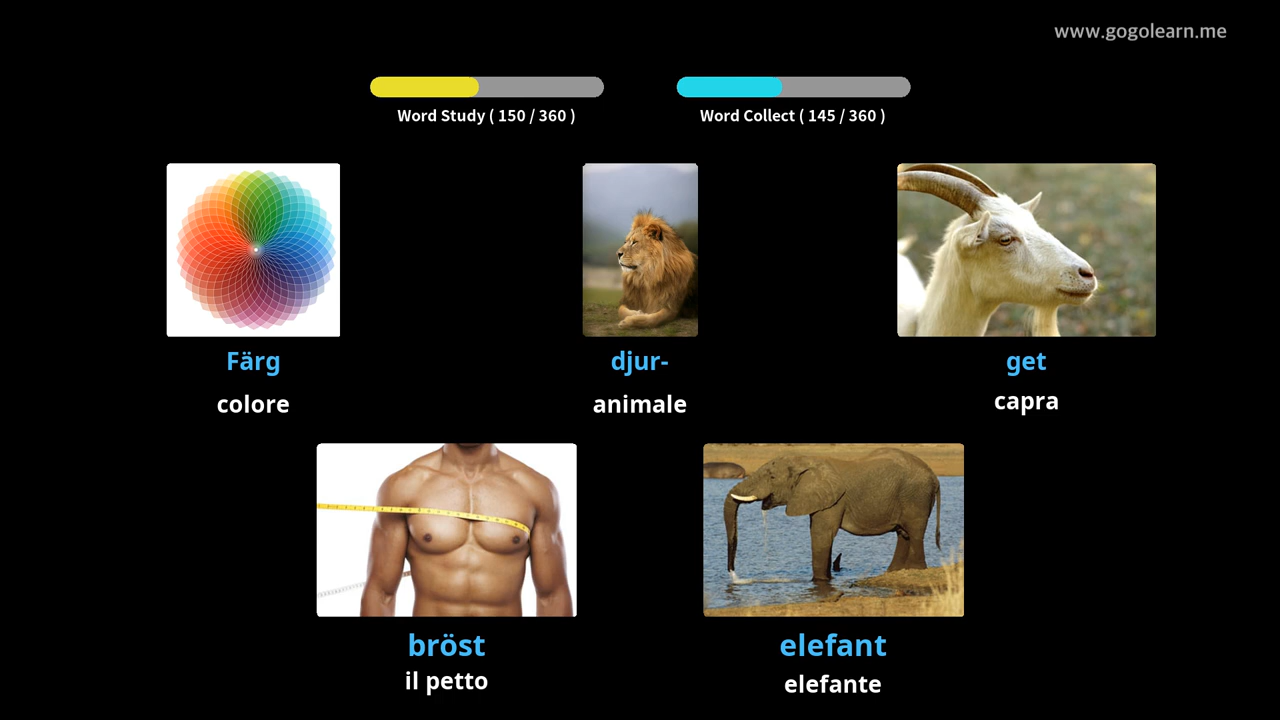 www.gogolearn.me
Word Study ( 150 / 360 )
Word Collect ( 145 / 360 )
Färg
colore
djur-
animale
get
capra
bröst
il petto
elefant
elefante